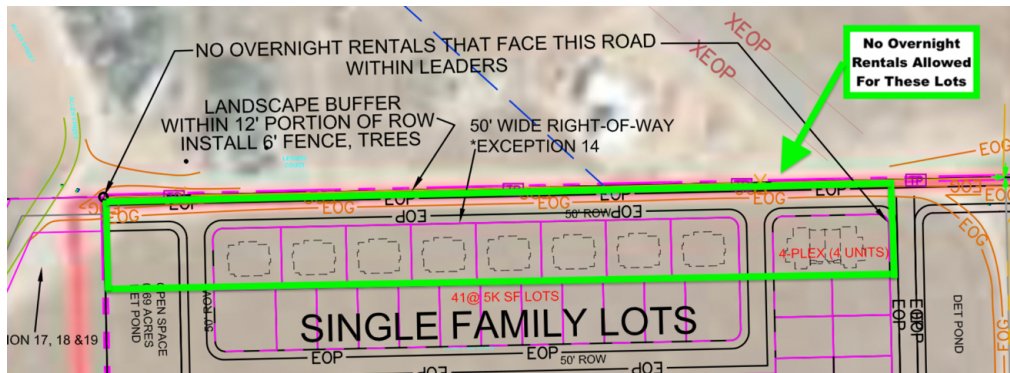 XEOP
XEOP
No Overnight
Rentals Allowed
For These Lots
NO OVERNIGHT RENTALS THAT FACE THIS ROAD
WITHIN LEADERS
LANDSCAPE BUFFER
WITHIN 12' PORTION OF ROW
INSTALL 6' FENCE, TREES
50' WIDE RIGHT-OF-WAY
*EXCEPTION 14
EOG
EOG
EOP
EOG
EOP
EOG
EOP
EOG
EOP
50' ROW
EOP
4-PLEX (4 UNITS)
OPEN SPACE
.69 ACRES
DET POND
50' ROW
41@ 5K SF LOTS
SINGLE FAMILY LOTS
EOP
EOP
50' ROW
EOP
EOP
DET POND
ION 17, 18 &19